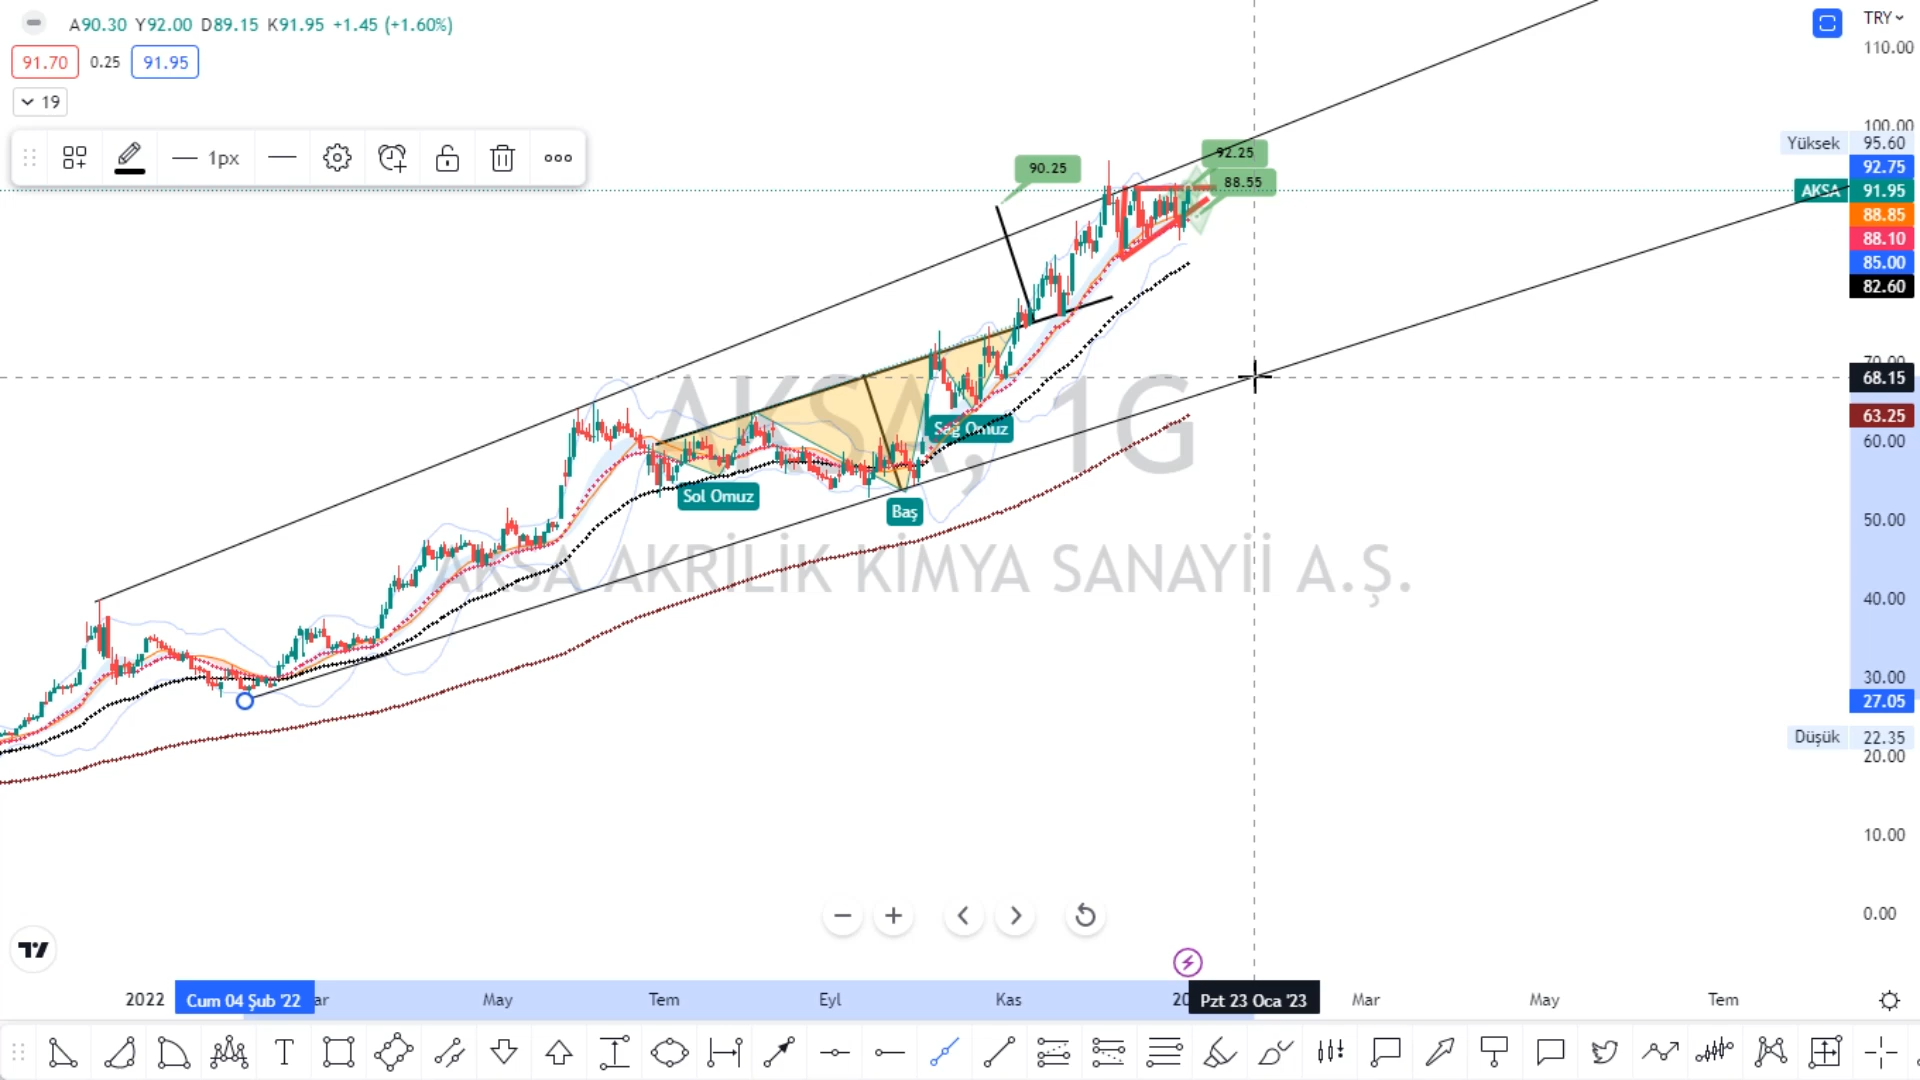 A90.30 Y92.00 D89.15 K91.95 +1.45 (+1.60%)
91.70 0.25 91.95
19
1px
TRY
110.00
100.00
Yüksek 95.60
92.75
AKSA 91.95
88.85
88.10
85.00
82.60
70.00
68.15
63.25
60.00
50.00
40.00
30.00
27.05
Düşük 22.35
20.00
10.00
0.00
90.25
92.25
88.55
AKSA, 1G
AKSA AKRİLİK KİMYA SANAYİİ A.Ş.
Sağ Omuz
Sol Omuz
Baş
2022 Cum 04 Şub '22 May Tem Eyl Kas Pzt 23 Oca '23 Mar May Tem
T